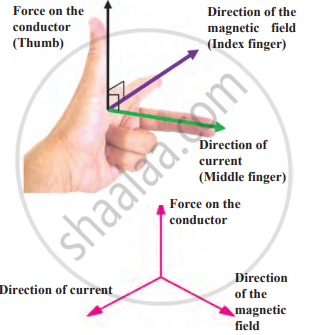 Force on the
conductor
(Thumb)
Direction of the
magnetic field
(Index finger)
Direction of
current
(Middle finger)
Force on the
conductor
Direction of current
Direction
of the
magnetic
field
shaalaa.com